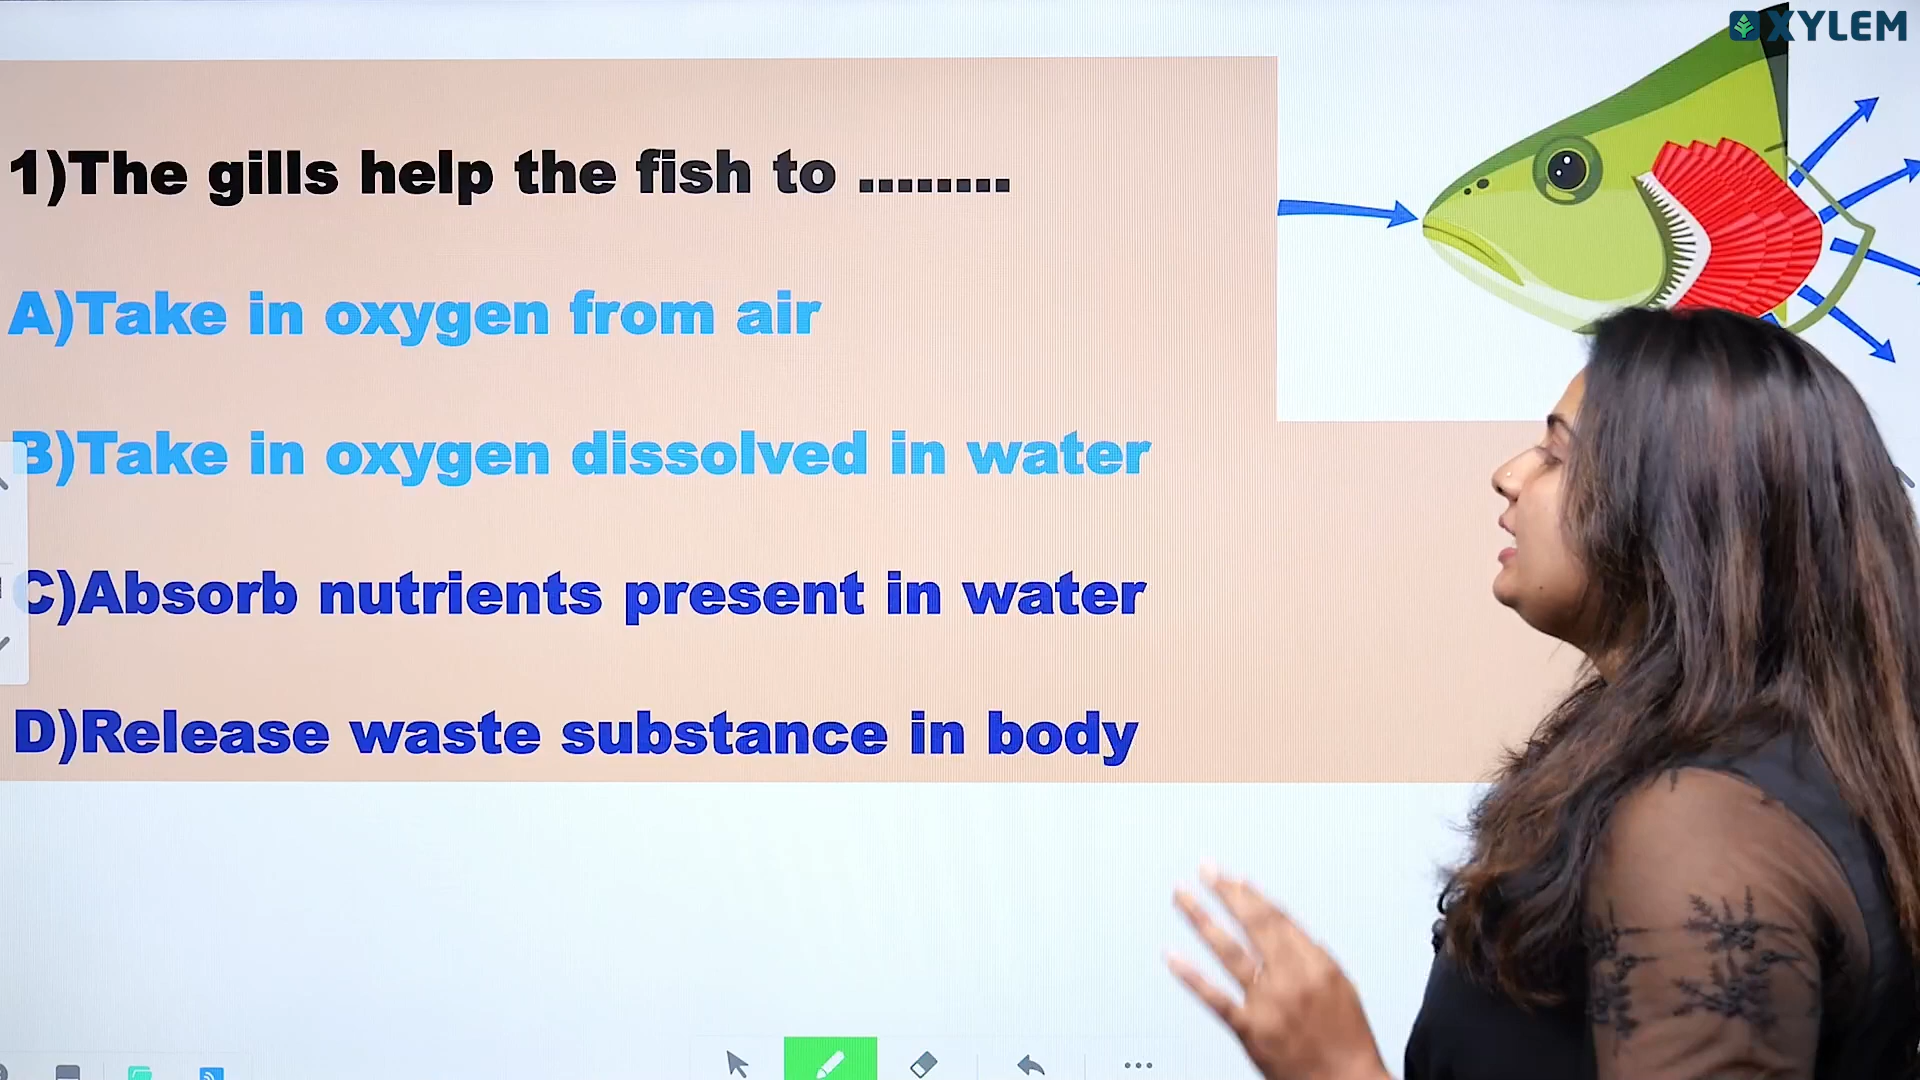 XYLEM
1)The gills help the fish to ........
A)Take in oxygen from air
B)Take in oxygen dissolved in water
C)Absorb nutrients present in water
D)Release waste substance in body